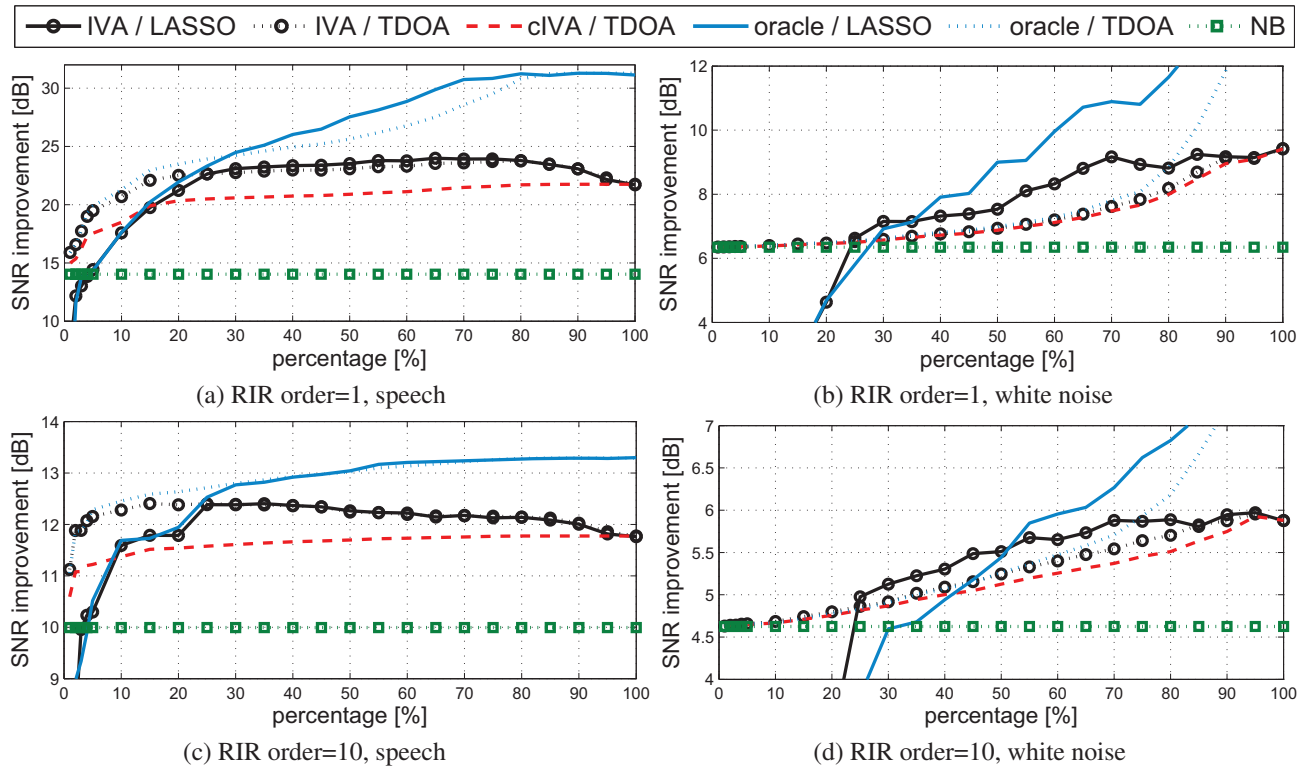 IVA / LASSO IVA / TDOA cIVA / TDOA oracle / LASSO oracle / TDOA NB
SNR improvement [dB]
30
25
20
15
10
0 10 20 30 40 50 60 70 80 90 100
percentage [%]
(a) RIR order=1, speech
SNR improvement [dB]
12
10
8
6
4
0 10 20 30 40 50 60 70 80 90 100
percentage [%]
(b) RIR order=1, white noise
SNR improvement [dB]
14
13
12
11
10
9
0 10 20 30 40 50 60 70 80 90 100
percentage [%]
(c) RIR order=10, speech
SNR improvement [dB]
7
6.5
6
5.5
5
4.5
4
0 10 20 30 40 50 60 70 80 90 100
percentage [%]
(d) RIR order=10, white noise